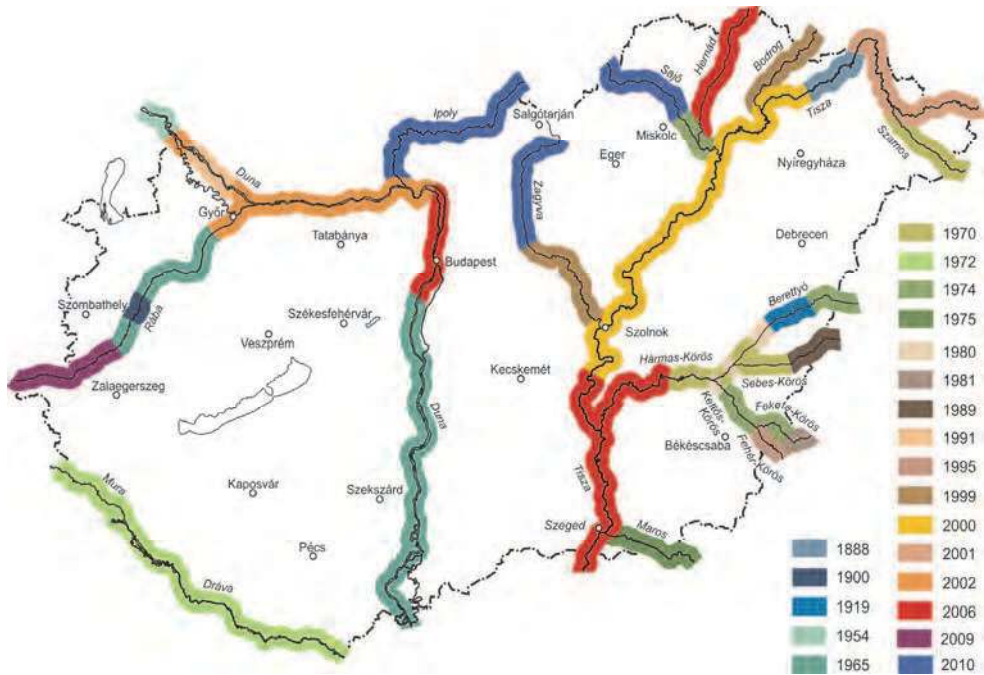 Hernád
Bodrog
Sajó
Ipoly
Salgótarján
Tisza
Miskolc
Szamos
Eger
Nyíregyháza
Duna
Zagyva
Győr
Tatabánya
Debrecen
Budapest
Szombathely
Rába
Székesfehérvár
Berettyó
Veszprém
Szolnok
Hármas-Körös
Sebes-Körös
Zalaegerszeg
Kecskemét
Kettős-
Körös
Fekete-Körös
Fehér-Körös
Duna
Békéscsaba
Mura
Kaposvár
Szekszárd
Tisza
Szeged
Maros
Pécs
Dráva
1888
1900
1919
1954
1965
1970
1972
1974
1975
1980
1981
1989
1991
1995
1999
2000
2001
2002
2006
2009
2010